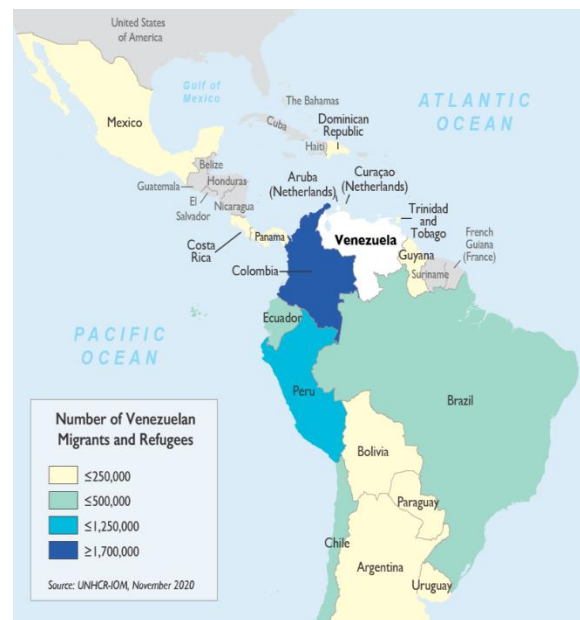 United States
of America
Gulf of
Mexico
ATLANTIC
OCEAN
The Bahamas
Mexico
Cuba
Dominican
Republic
Haiti
Belize
Honduras
Guatemala
El
Salvador
Nicaragua
Aruba
(Netherlands)
Curaçao
(Netherlands)
Trinidad
and
Tobago
Costa
Rica
Panama
Venezuela
Guyana
Suriname
French
Guiana
(France)
Colombia
Ecuador
PACIFIC
OCEAN
Peru
Brazil
Bolivia
Paraguay
Chile
Argentina
Uruguay
Number of Venezuelan
Migrants and Refugees
≤250,000
≤500,000
≤1,250,000
≥1,700,000
Source: UNHCR-IOM, November 2020